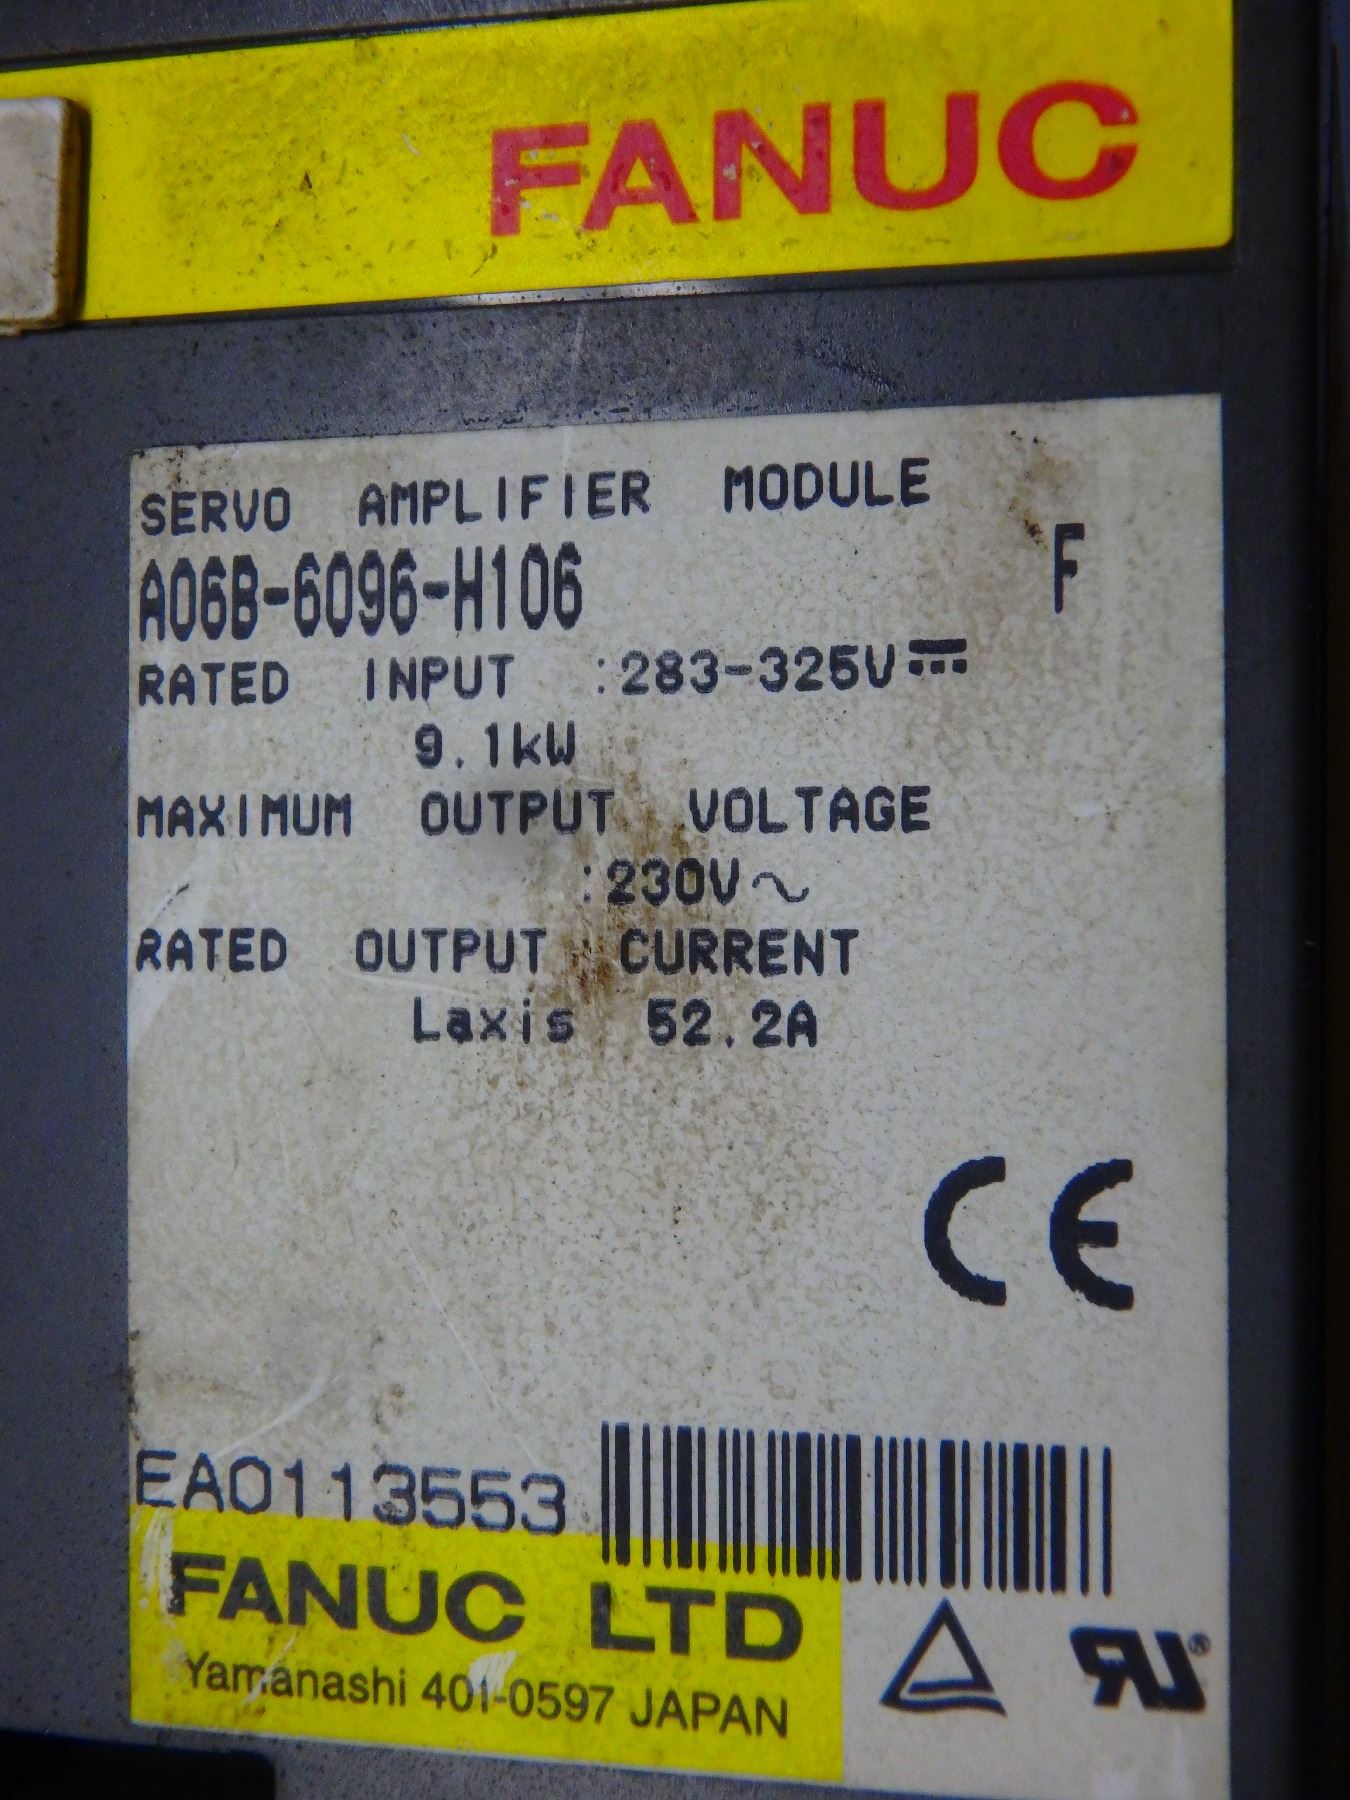 FANUC
SERVO AMPLIFIER MODULE
A06B-6096-H106 F
RATED INPUT :283-325V⎓
9.1kW
MAXIMUM OUTPUT VOLTAGE
:230V~
RATED OUTPUT CURRENT
Laxis 52.2A
CE
EA0113553
FANUC LTD
Yamanashi 401-0597 JAPAN